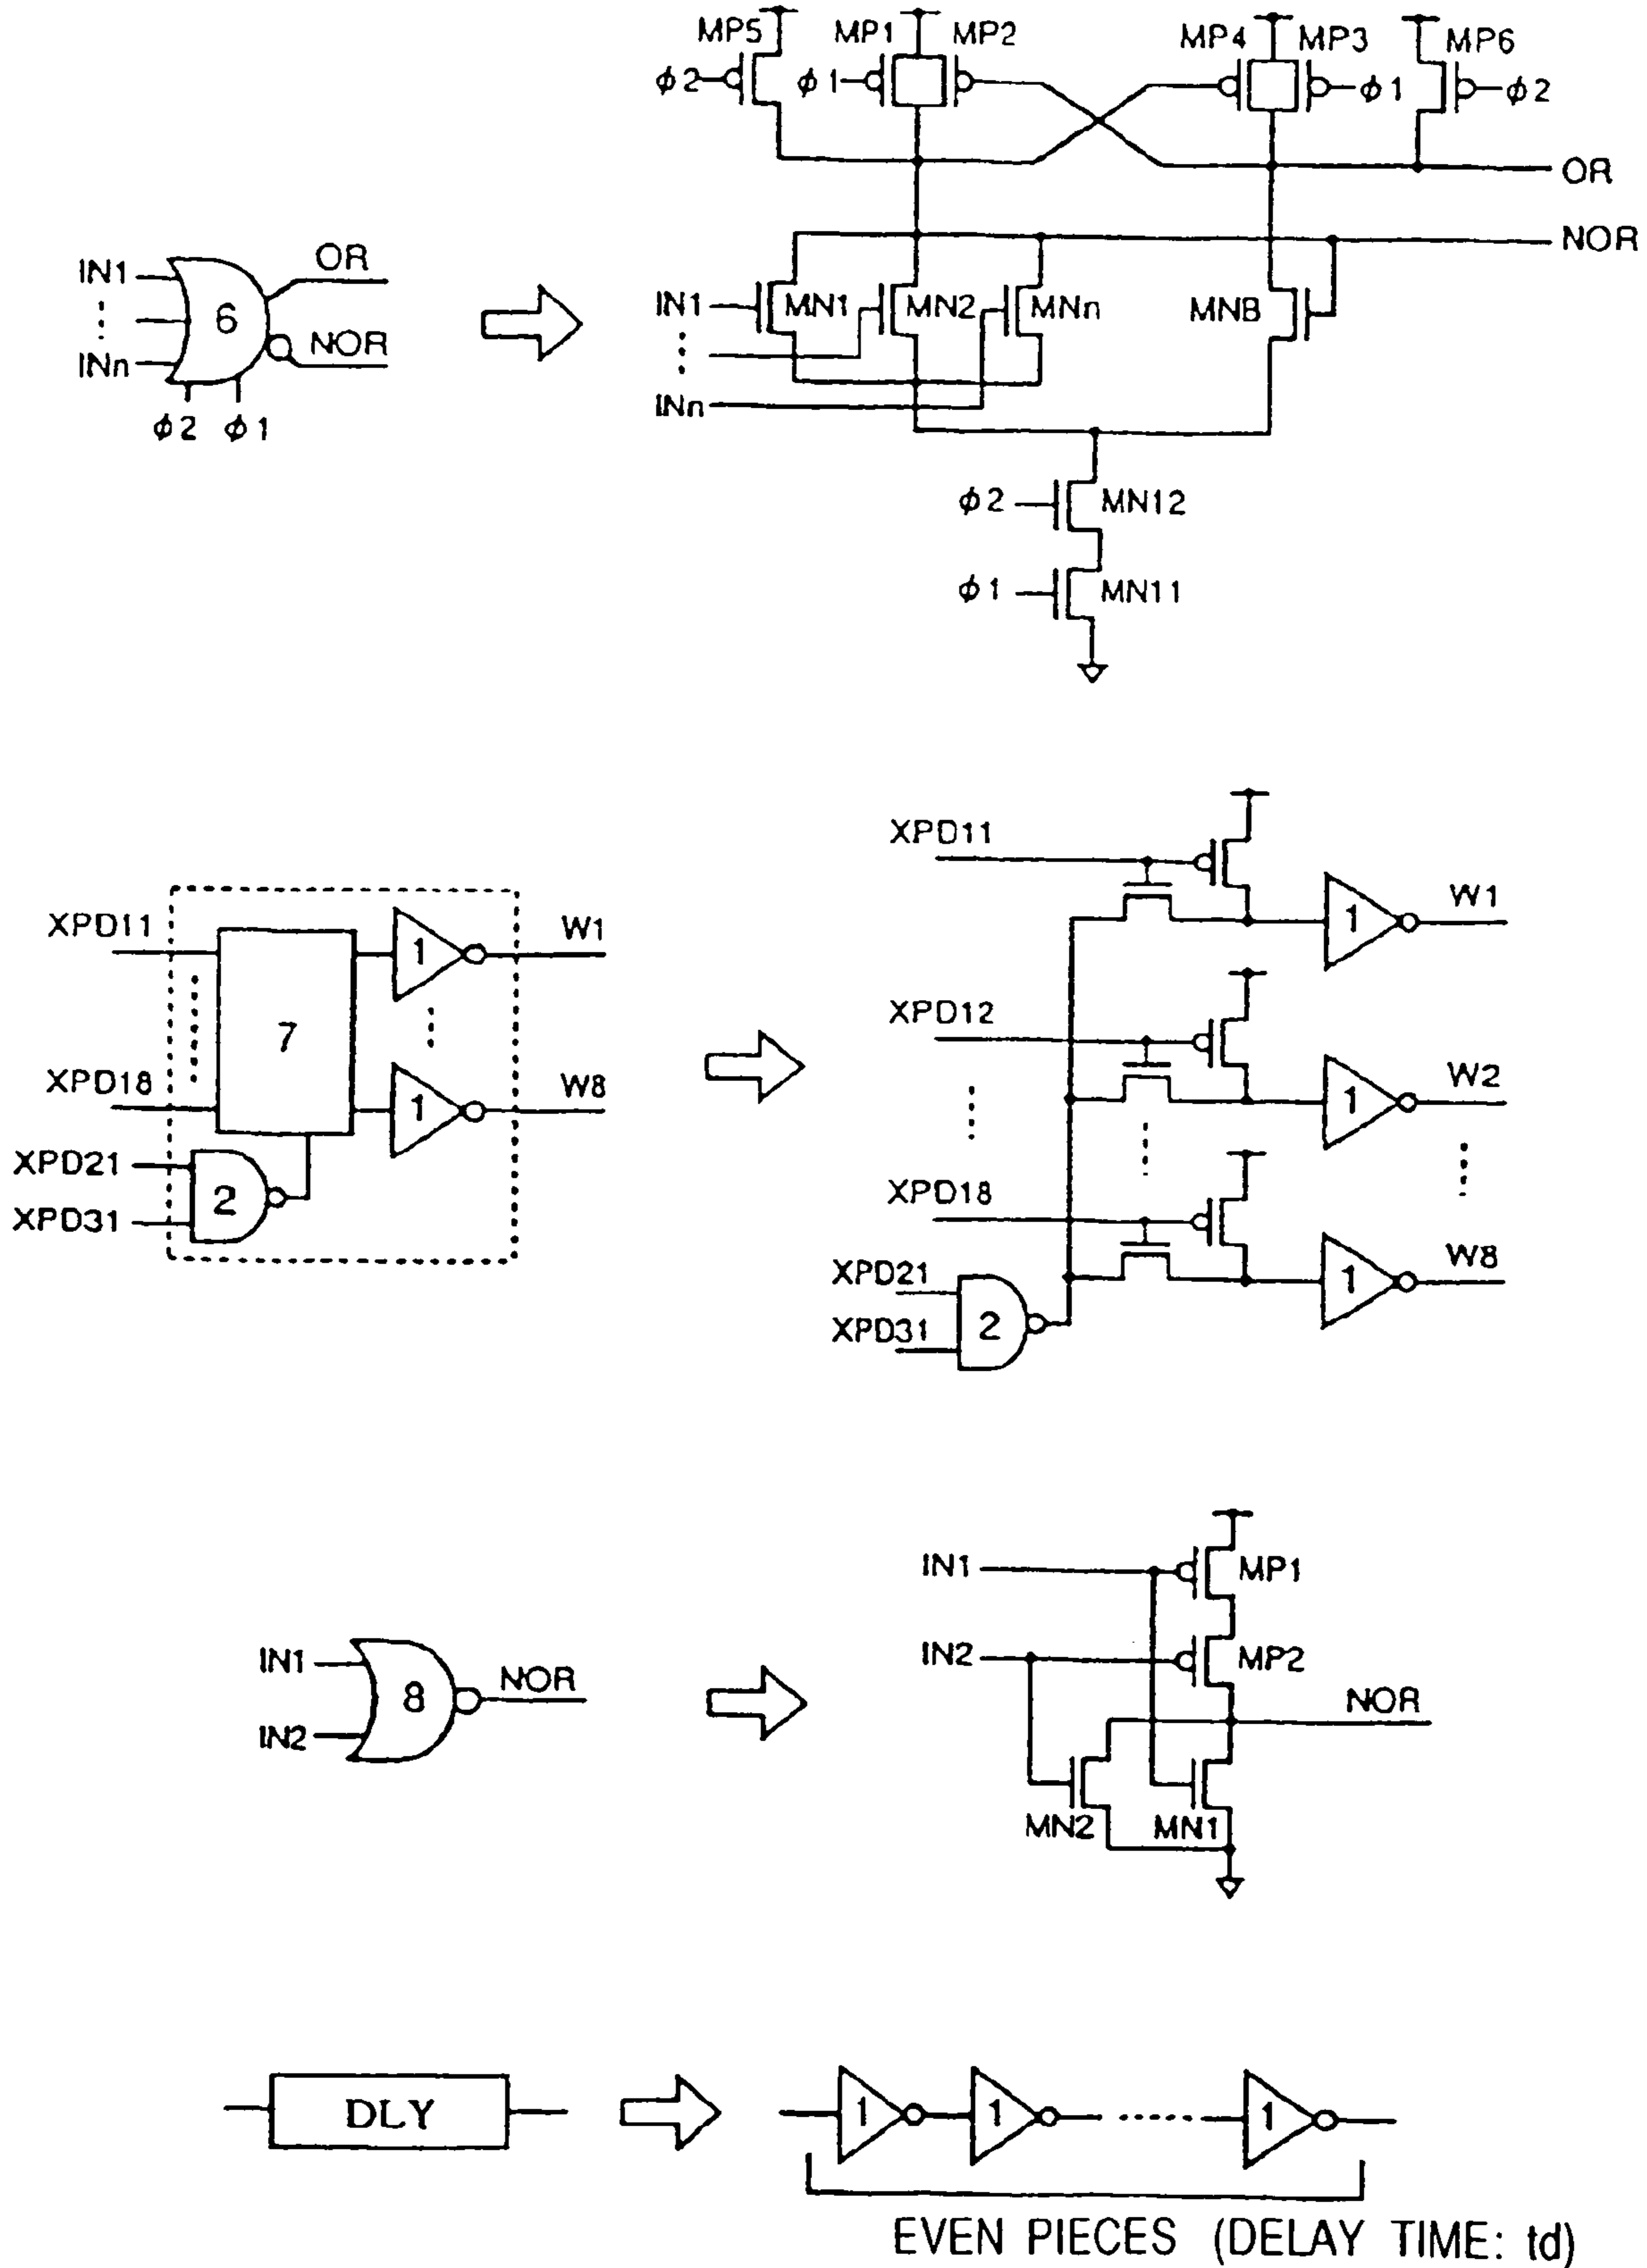 MP5 MP1 MP2 MP4 MP3 MP6
φ2 φ1 φ1 φ2
OR
NOR
IN1 OR
6
NOR
INn
φ2 φ1
IN1 MN1 MN2 MNn MNB
INn
φ2 MN12
φ1 MN11
XPD11 W1
7 1
XPD18 W8
1
XPD21
2
XPD31
XPD11 W1
1
XPD12 W2
1
XPD18 W8
1
XPD21
2
XPD31
IN1
8 NOR
IN2
IN1 MP1
IN2 MP2
NOR
MN2 MN1
DLY
1 1 1
EVEN PIECES (DELAY TIME: td)